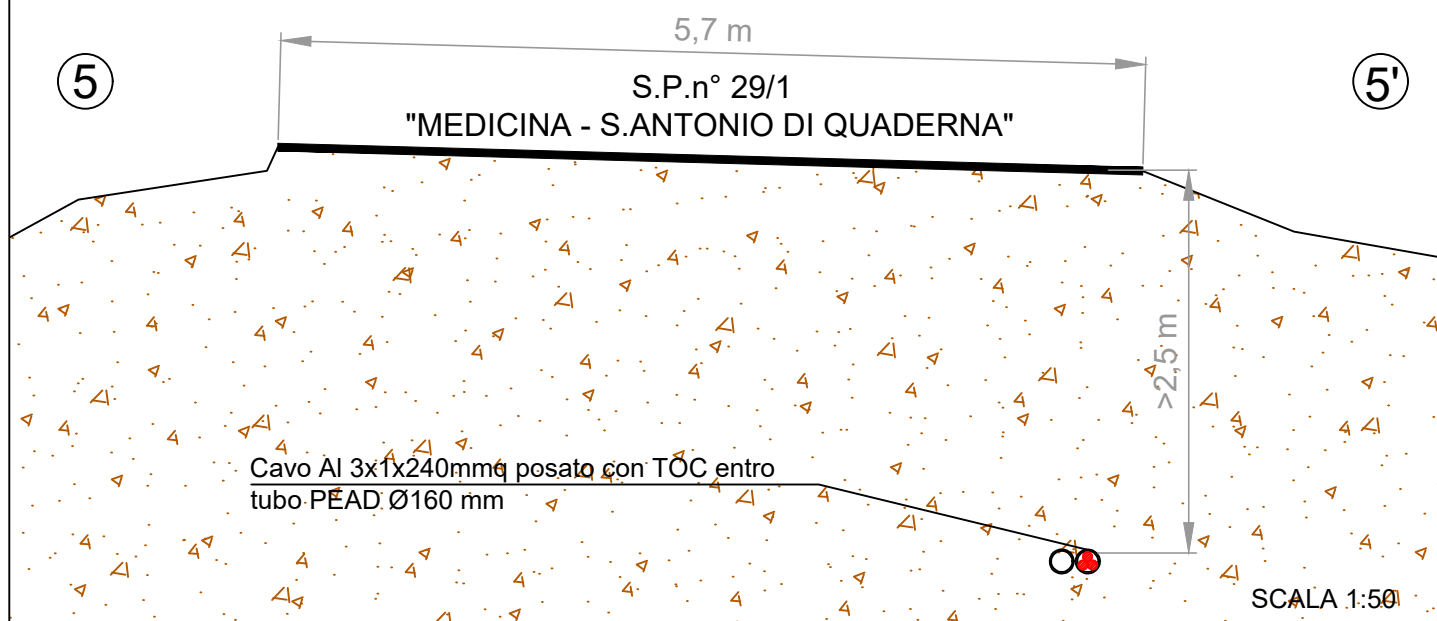 5,7 m
5
5'
S.P.n° 29/1
"MEDICINA - S.ANTONIO DI QUADERNA"
>2,5 m
Cavo Al 3x1x240mmq posato con TOC entro
tubo PEAD Ø160 mm
SCALA 1:50